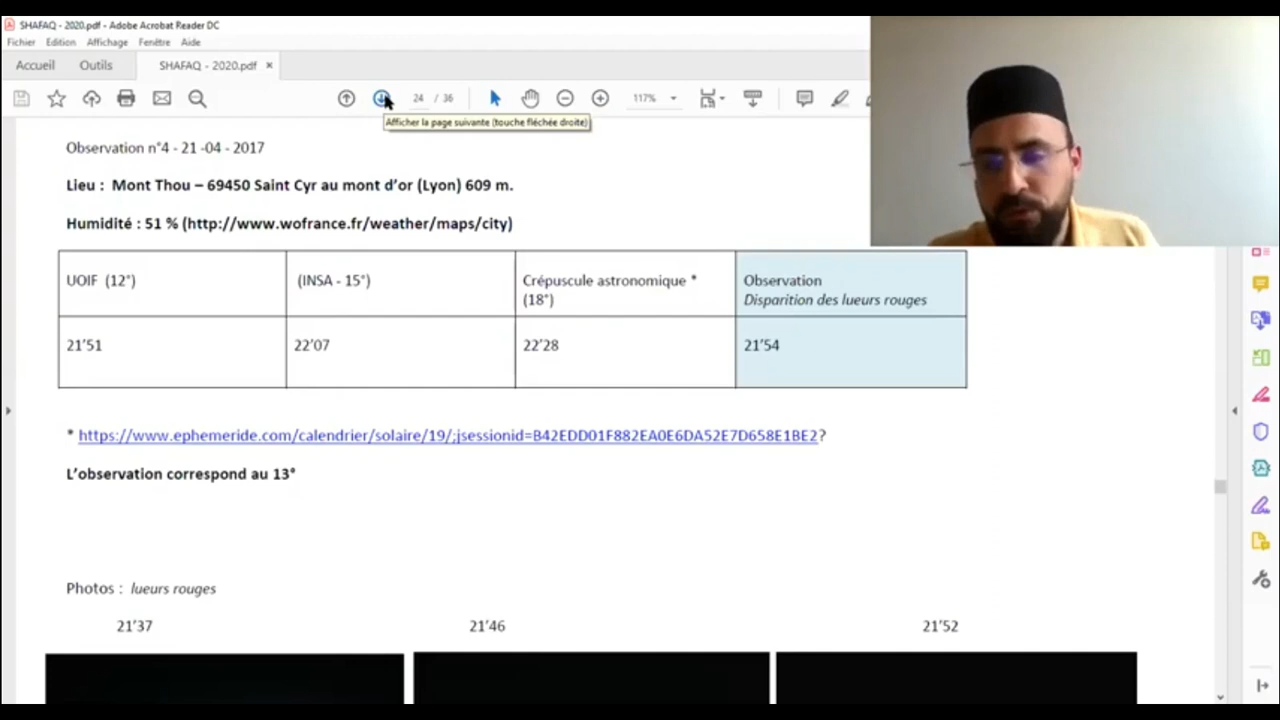 SHAFAQ - 2020.pdf - Adobe Acrobat Reader DC
Fichier Edition Affichage Fenêtre Aide
Accueil Outils SHAFAQ - 2020.pdf ×
24 / 36 117%
Afficher la page suivante (touche fléchée droite)
Observation n°4 - 21 -04 - 2017
Lieu : Mont Thou – 69450 Saint Cyr au mont d’or (Lyon) 609 m.
Humidité : 51 % (http://www.wofrance.fr/weather/maps/city)
UOIF (12°) (INSA - 15°) Crépuscule astronomique * Observation
(18°) Disparition des lueurs rouges
21’51 22’07 22’28 21’54
* https://www.ephemeride.com/calendrier/solaire/19/;jsessionid=B42EDD01F882EA0E6DA52E7D658E1BE2?
L’observation correspond au 13°
Photos : lueurs rouges
21’37 21’46 21’52